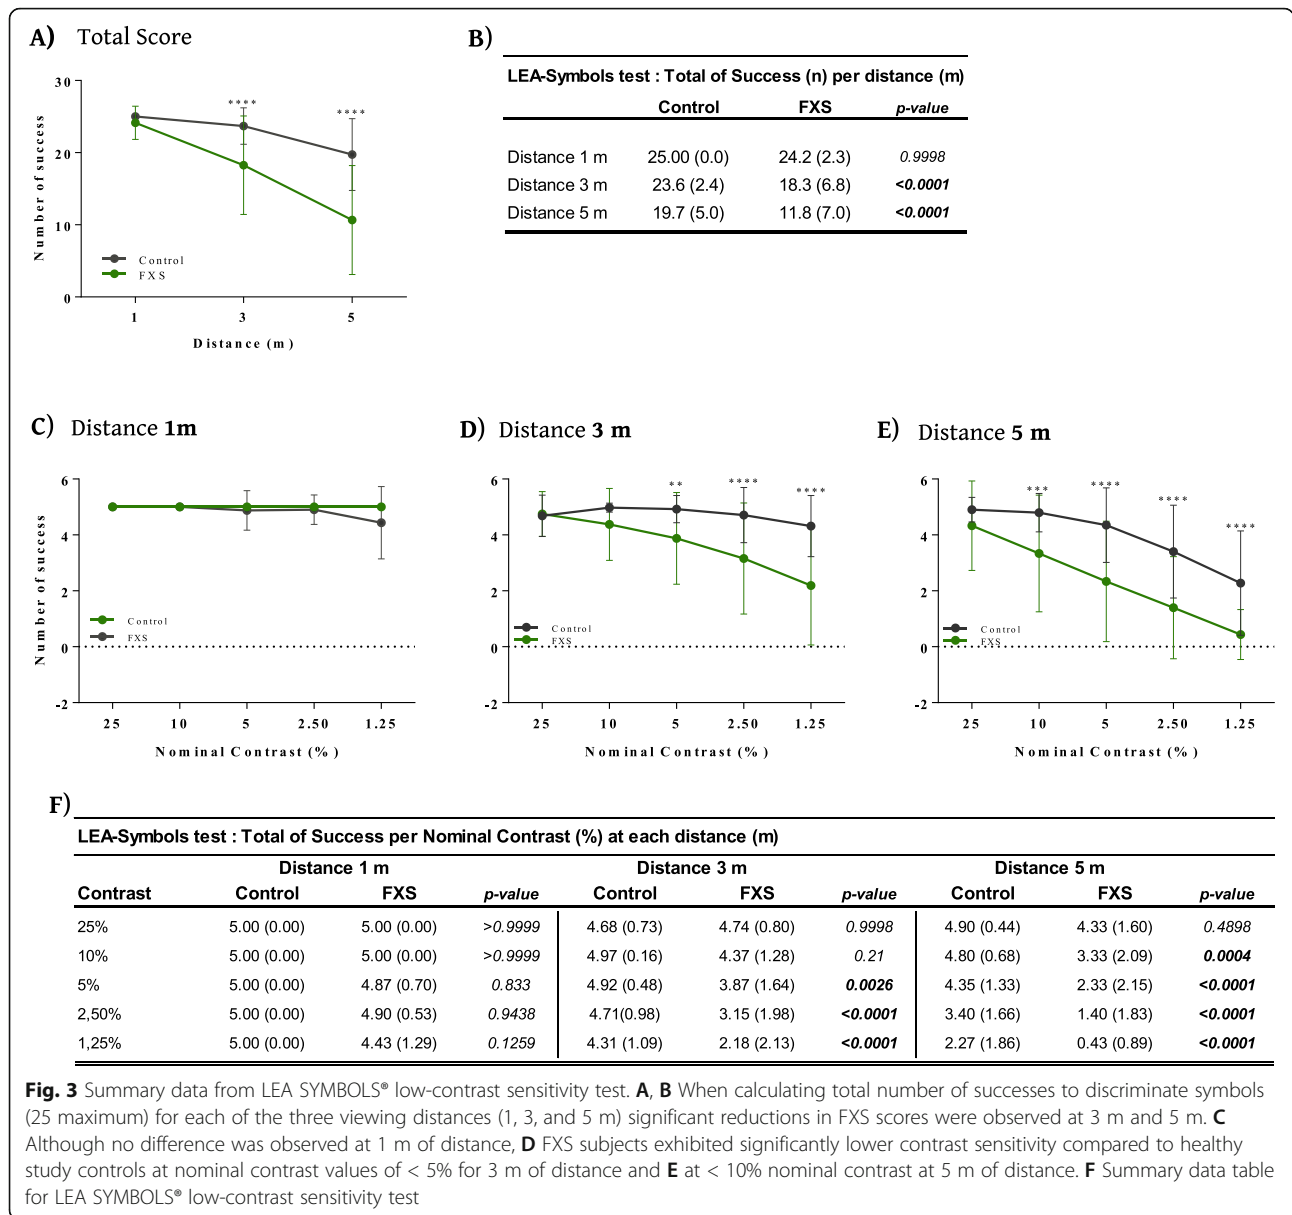 A) Total Score
30
20
10
0
Number of success
**** ****
Control
FXS
1 3 5
Distance (m)
B)
LEA-Symbols test : Total of Success (n) per distance (m)
Control FXS p-value
Distance 1 m 25.00 (0.0) 24.2 (2.3) 0.9998
Distance 3 m 23.6 (2.4) 18.3 (6.8) <0.0001
Distance 5 m 19.7 (5.0) 11.8 (7.0) <0.0001
C) Distance 1m
6
4
2
0
-2
Number of success
Control
FXS
25 10 5 2.50 1.25
Nominal Contrast (%)
D) Distance 3 m
6
4
2
0
-2
** **** ****
Control
FXS
25 10 5 2.50 1.25
Nominal Contrast (%)
E) Distance 5 m
6
4
2
0
-2
*** **** **** ****
Control
FXS
25 10 5 2.50 1.25
Nominal Contrast (%)
F)
LEA-Symbols test : Total of Success per Nominal Contrast (%) at each distance (m)
Distance 1 m Distance 3 m Distance 5 m
Contrast Control FXS p-value Control FXS p-value Control FXS p-value
25% 5.00 (0.00) 5.00 (0.00) >0.9999 4.68 (0.73) 4.74 (0.80) 0.9998 4.90 (0.44) 4.33 (1.60) 0.4898
10% 5.00 (0.00) 5.00 (0.00) >0.9999 4.97 (0.16) 4.37 (1.28) 0.21 4.80 (0.68) 3.33 (2.09) 0.0004
5% 5.00 (0.00) 4.87 (0.70) 0.833 4.92 (0.48) 3.87 (1.64) 0.0026 4.35 (1.33) 2.33 (2.15) <0.0001
2,50% 5.00 (0.00) 4.90 (0.53) 0.9438 4.71(0.98) 3.15 (1.98) <0.0001 3.40 (1.66) 1.40 (1.83) <0.0001
1,25% 5.00 (0.00) 4.43 (1.29) 0.1259 4.31 (1.09) 2.18 (2.13) <0.0001 2.27 (1.86) 0.43 (0.89) <0.0001
Fig. 3 Summary data from LEA SYMBOLS® low-contrast sensitivity test. A, B When calculating total number of successes to discriminate symbols
(25 maximum) for each of the three viewing distances (1, 3, and 5 m) significant reductions in FXS scores were observed at 3 m and 5 m. C
Although no difference was observed at 1 m of distance, D FXS subjects exhibited significantly lower contrast sensitivity compared to healthy
study controls at nominal contrast values of < 5% for 3 m of distance and E at < 10% nominal contrast at 5 m of distance. F Summary data table
for LEA SYMBOLS® low-contrast sensitivity test